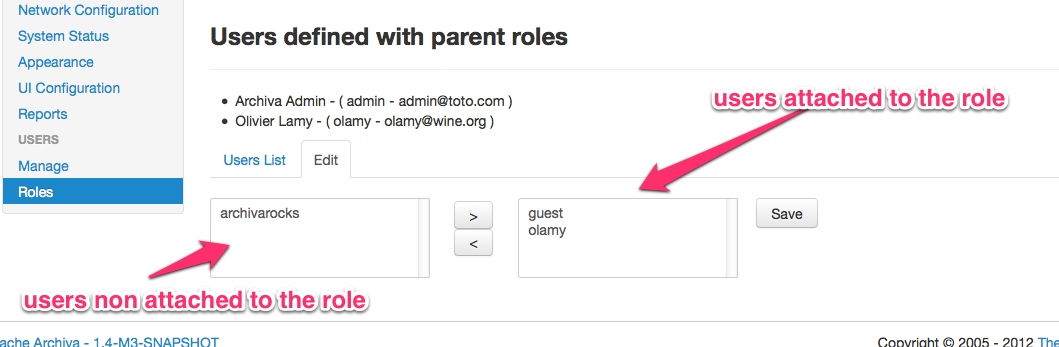 Network Configuration
System Status
Appearance
UI Configuration
Reports
USERS
Manage
Roles
Users defined with parent roles
Archiva Admin - ( admin - admin@toto.com )
Olivier Lamy - ( olamy - olamy@wine.org )
users attached to the role
Users List
Edit
archivarocks
>
<
guest
olamy
Save
users non attached to the role
ache Archiva - 1.4-M3-SNAPSHOT
Copyright © 2005 - 2012 The